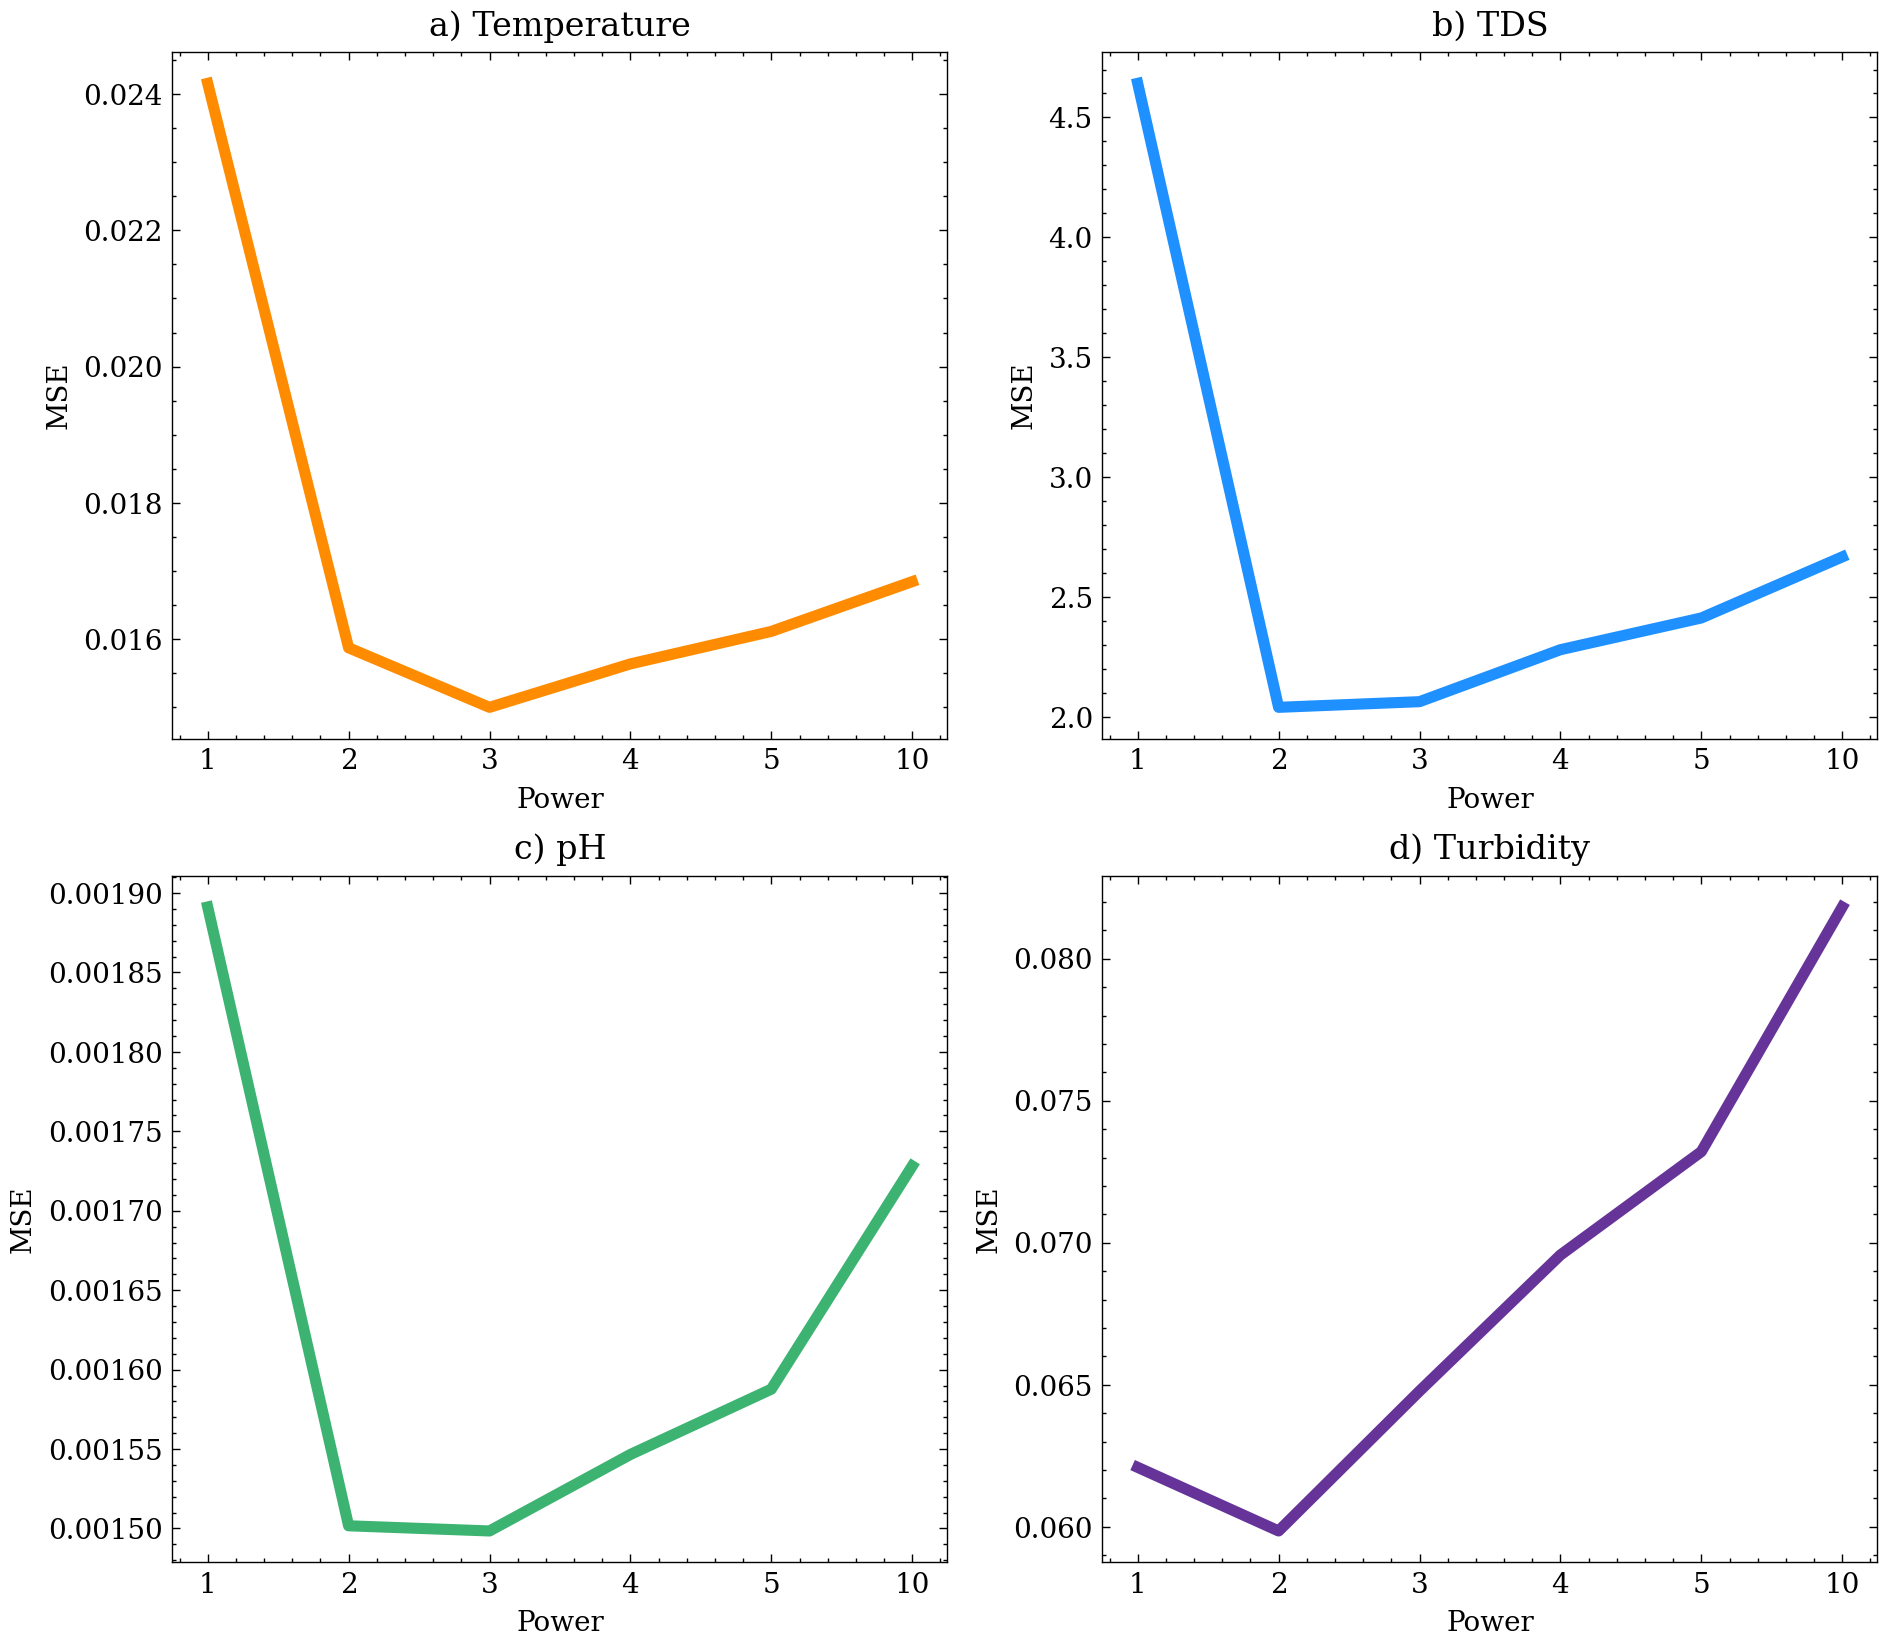 a) Temperature
0.024
0.022
0.020
0.018
0.016
MSE
1 2 3 4 5 10
Power
b) TDS
4.5
4.0
3.5
3.0
2.5
2.0
MSE
1 2 3 4 5 10
Power
c) pH
0.00190
0.00185
0.00180
0.00175
0.00170
0.00165
0.00160
0.00155
0.00150
MSE
1 2 3 4 5 10
Power
d) Turbidity
0.080
0.075
0.070
0.065
0.060
MSE
1 2 3 4 5 10
Power